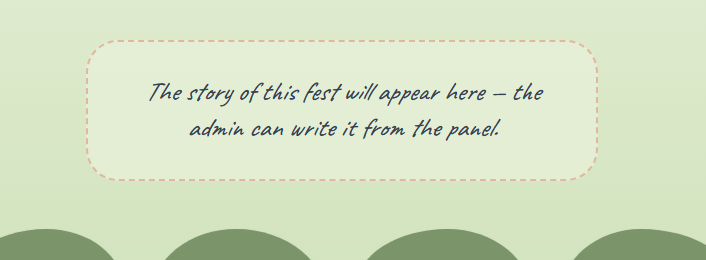 The story of this fest will appear here — the
admin can write it from the panel.